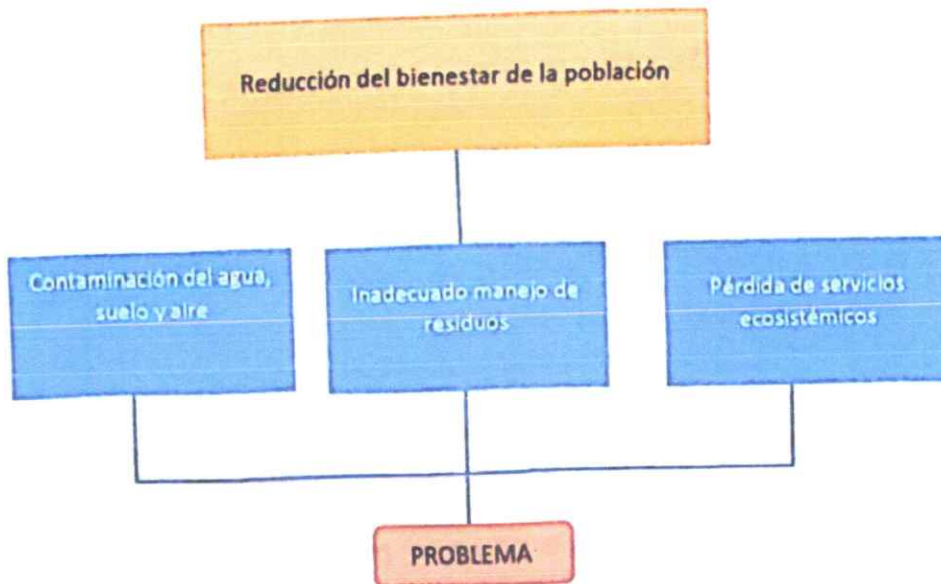 Reducción del bienestar de la población
Contaminación del agua,
suelo y aire
Inadecuado manejo de
residuos
Pérdida de servicios
ecosistémicos
PROBLEMA